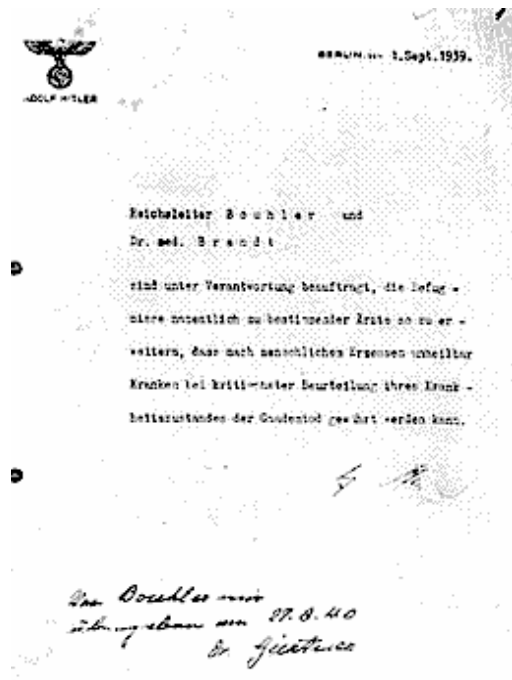 ADOLF HITLER
BERLIN, 1.Sept.1939.
Reichsleiter B o u h l e r und
Dr. med. B r a n d t
sind unter Verantwortung beauftragt, die Befug -
nisse namentlich zu bestimmender Ärzte so zu er -
weitern, dass nach menschlichem Ermessen unheilbar
Kranken bei kritischster Beurteilung ihres Krank -
heitszustandes der Gnadentod gewährt werden kann.
Von Bouhler mir
übergeben am 27.8.40
Dr. Gürtner